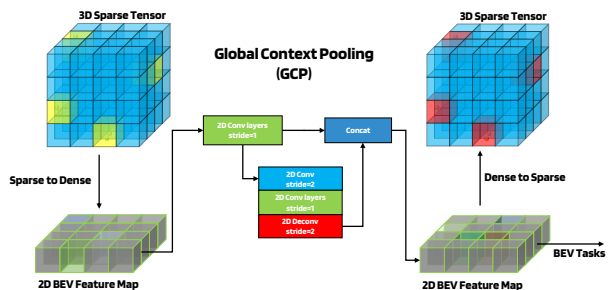 3D Sparse Tensor
3D Sparse Tensor
Global Context Pooling
(GCP)
2D Conv layers
stride=1
Concat
Sparse to Dense
2D Conv
stride=2
2D Conv layers
stride=1
2D Deconv
stride=2
Dense to Sparse
BEV Tasks
2D BEV Feature Map
2D BEV Feature Map